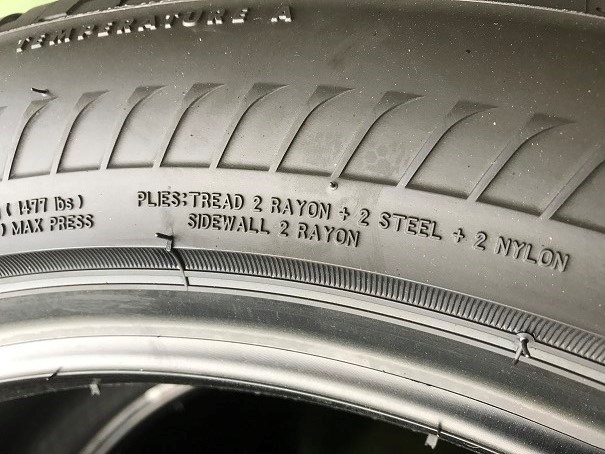 TEMPERATURE A
(1477 lbs)
MAX PRESS
PLIES:TREAD 2 RAYON + 2 STEEL + 2 NYLON
SIDEWALL 2 RAYON